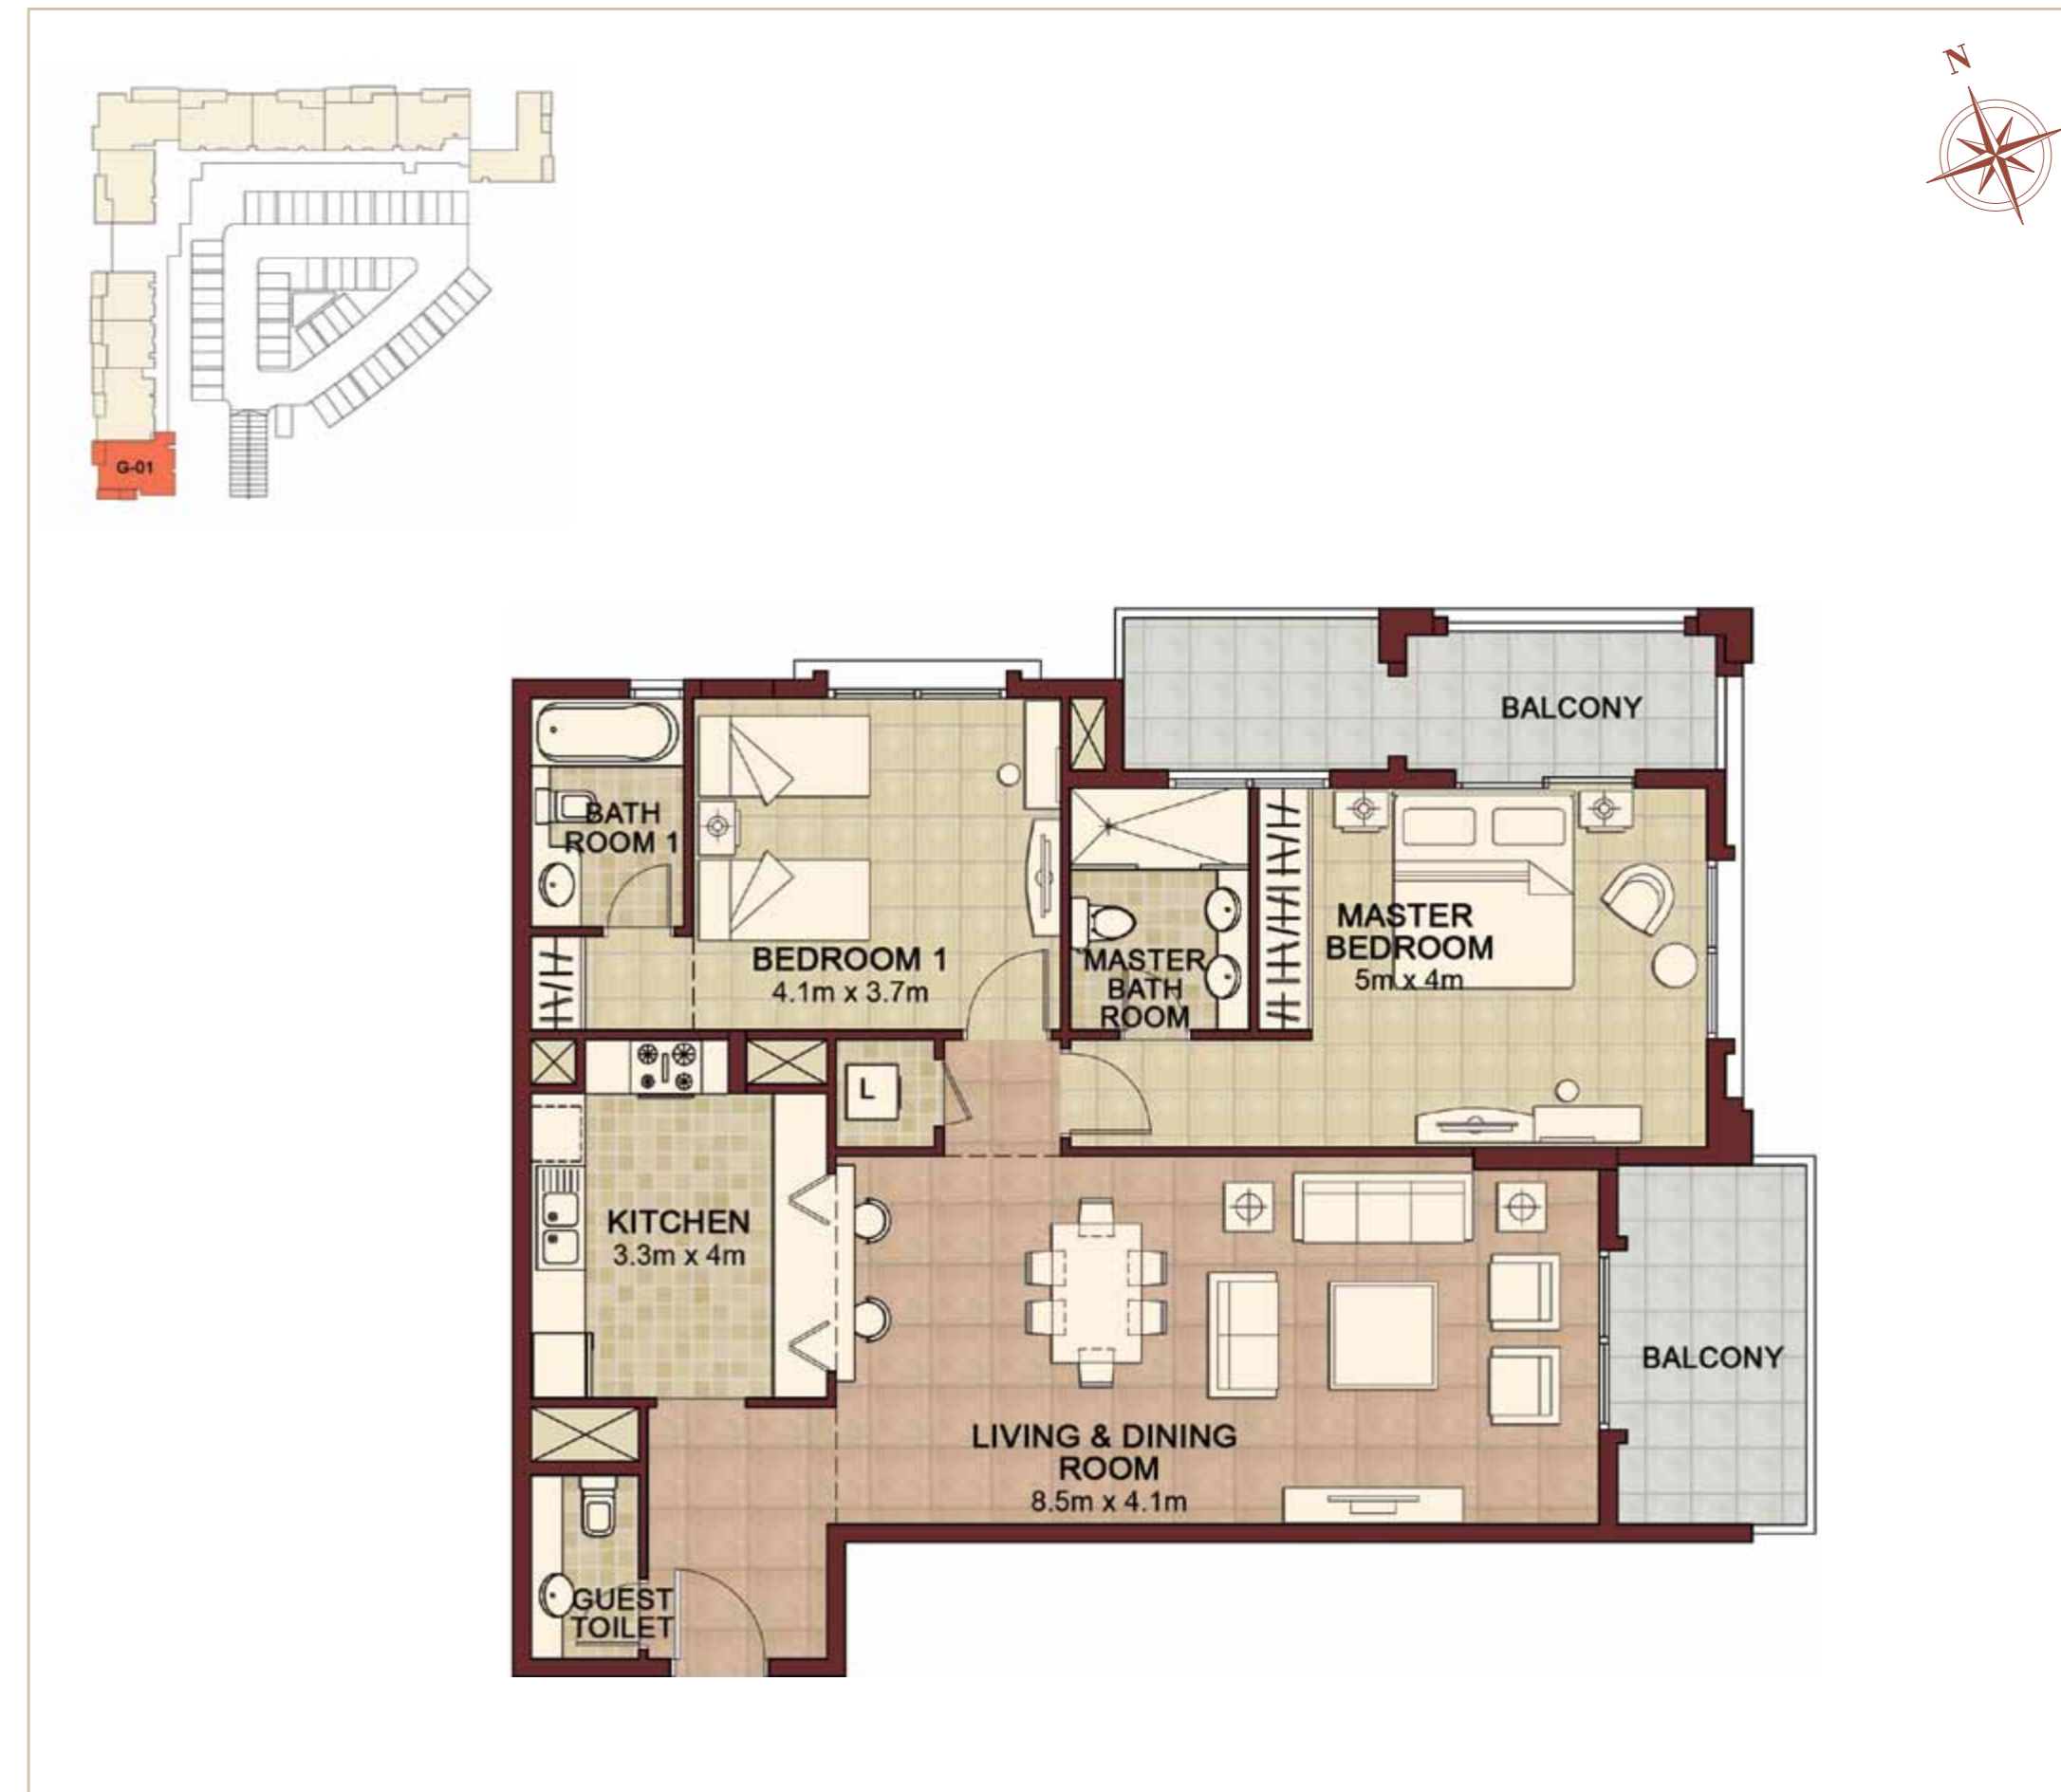 N
G-01
BALCONY
BATH
ROOM 1
BEDROOM 1
4.1m x 3.7m
MASTER
BATH
ROOM
MASTER
BEDROOM
5m x 4m
L
KITCHEN
3.3m x 4m
BALCONY
LIVING & DINING
ROOM
8.5m x 4.1m
GUEST
TOILET